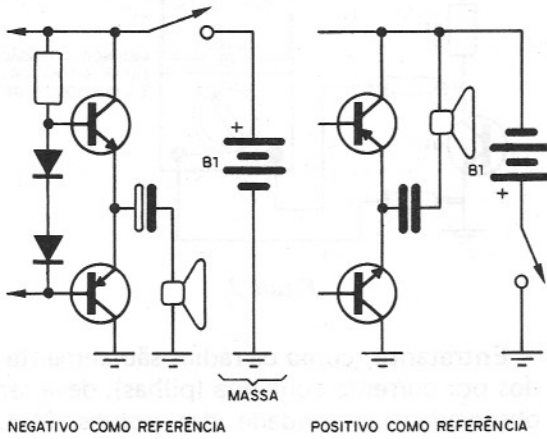 +
B1
B1
+
MASSA
NEGATIVO COMO REFERÊNCIA
POSITIVO COMO REFERÊNCIA